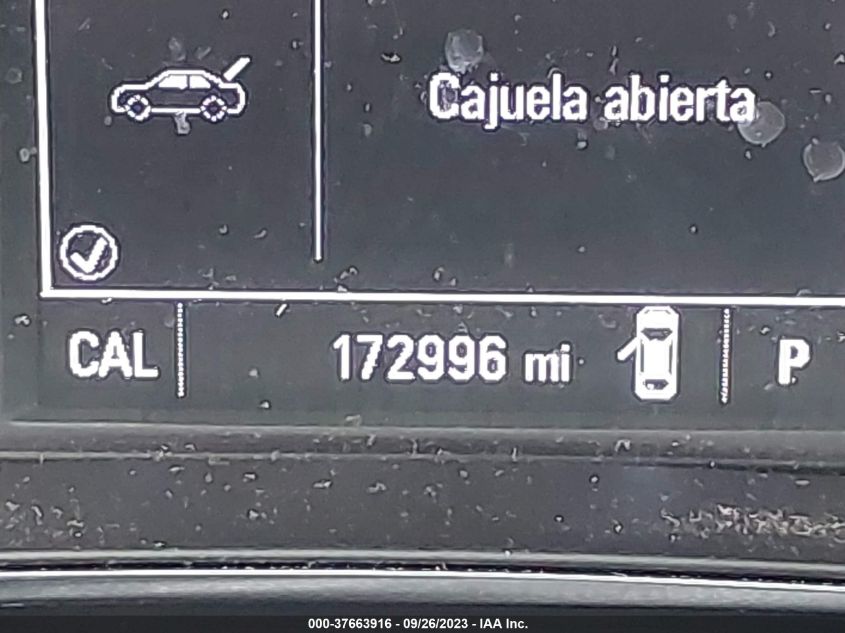 Cajuela abierta
CAL 172996 mi P
000-37663916 - 09/26/2023 - IAA Inc.